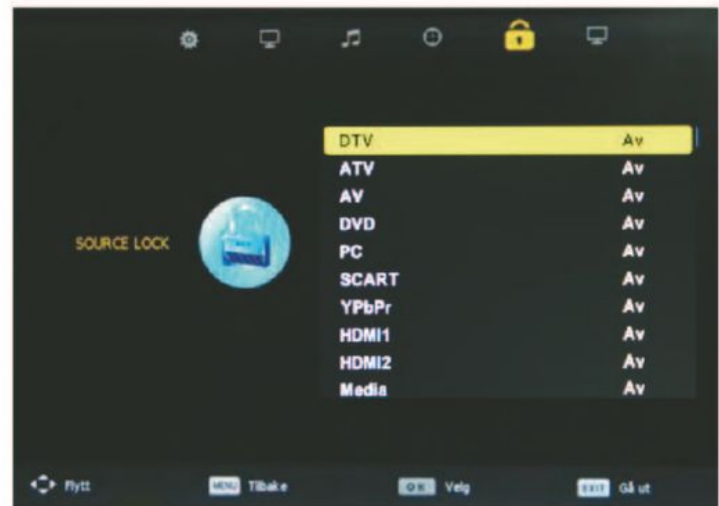 DTV Av
ATV Av
AV Av
DVD Av
SOURCE LOCK
PC Av
SCART Av
YPbPr Av
HDMI1 Av
HDMI2 Av
Media Av
Flytt MENU Tilbake OK Velg EXIT Gå ut